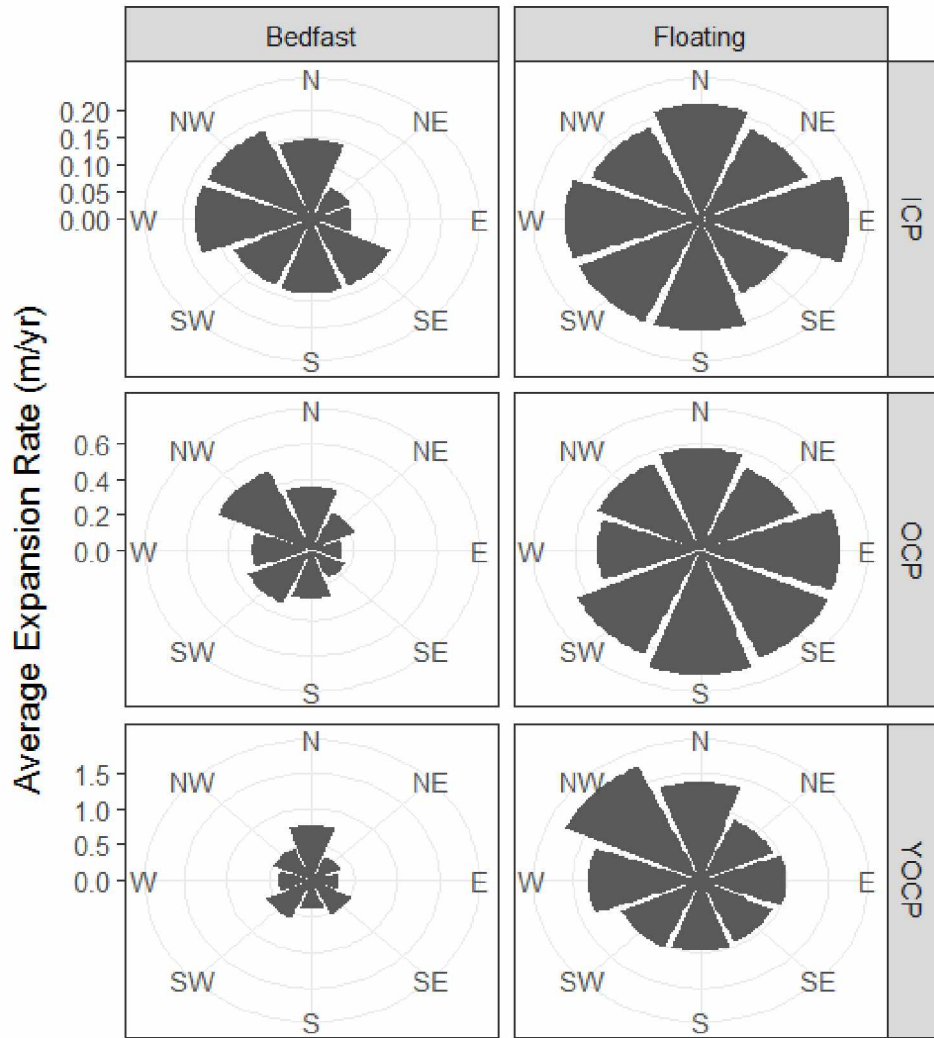 Bedfast Floating
N N
0.20 NW NE NW NE
0.15
0.10
0.05
0.00 W E W E ICP
SW SE SW SE
S S
Average Expansion Rate (m/yr)
N N
0.6 NW NE NW NE
0.4
0.2
0.0 W E W E OCP
SW SE SW SE
S S
N N
1.5 NW NE NW NE
1.0
0.5
0.0 W E W E YOCP
SW SE SW SE
S S